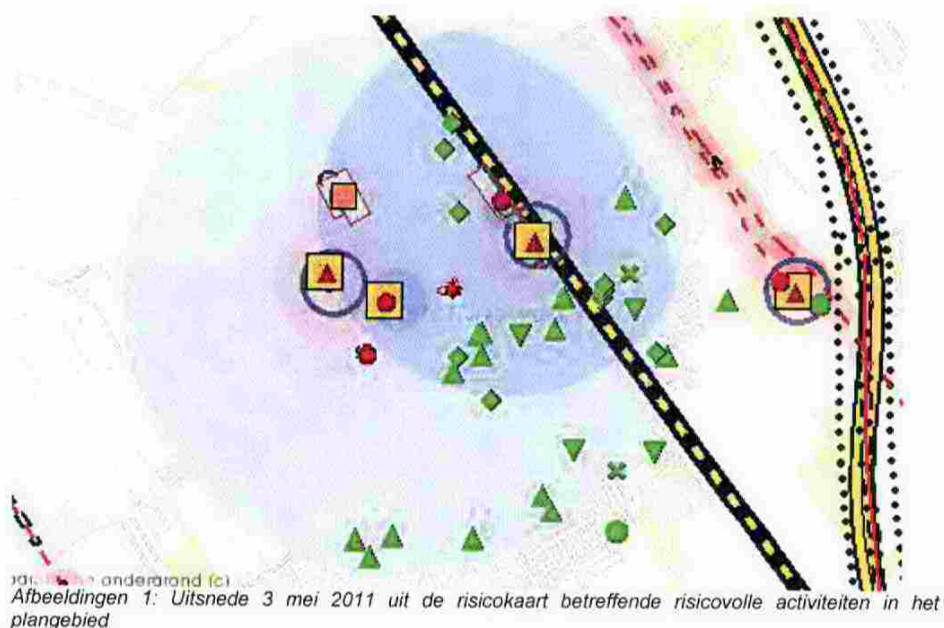 ondergrond (c)
Afbeeldingen 1: Uitsnede 3 mei 2011 uit de risicokaart betreffende risicovolle activiteiten in het
plangebied